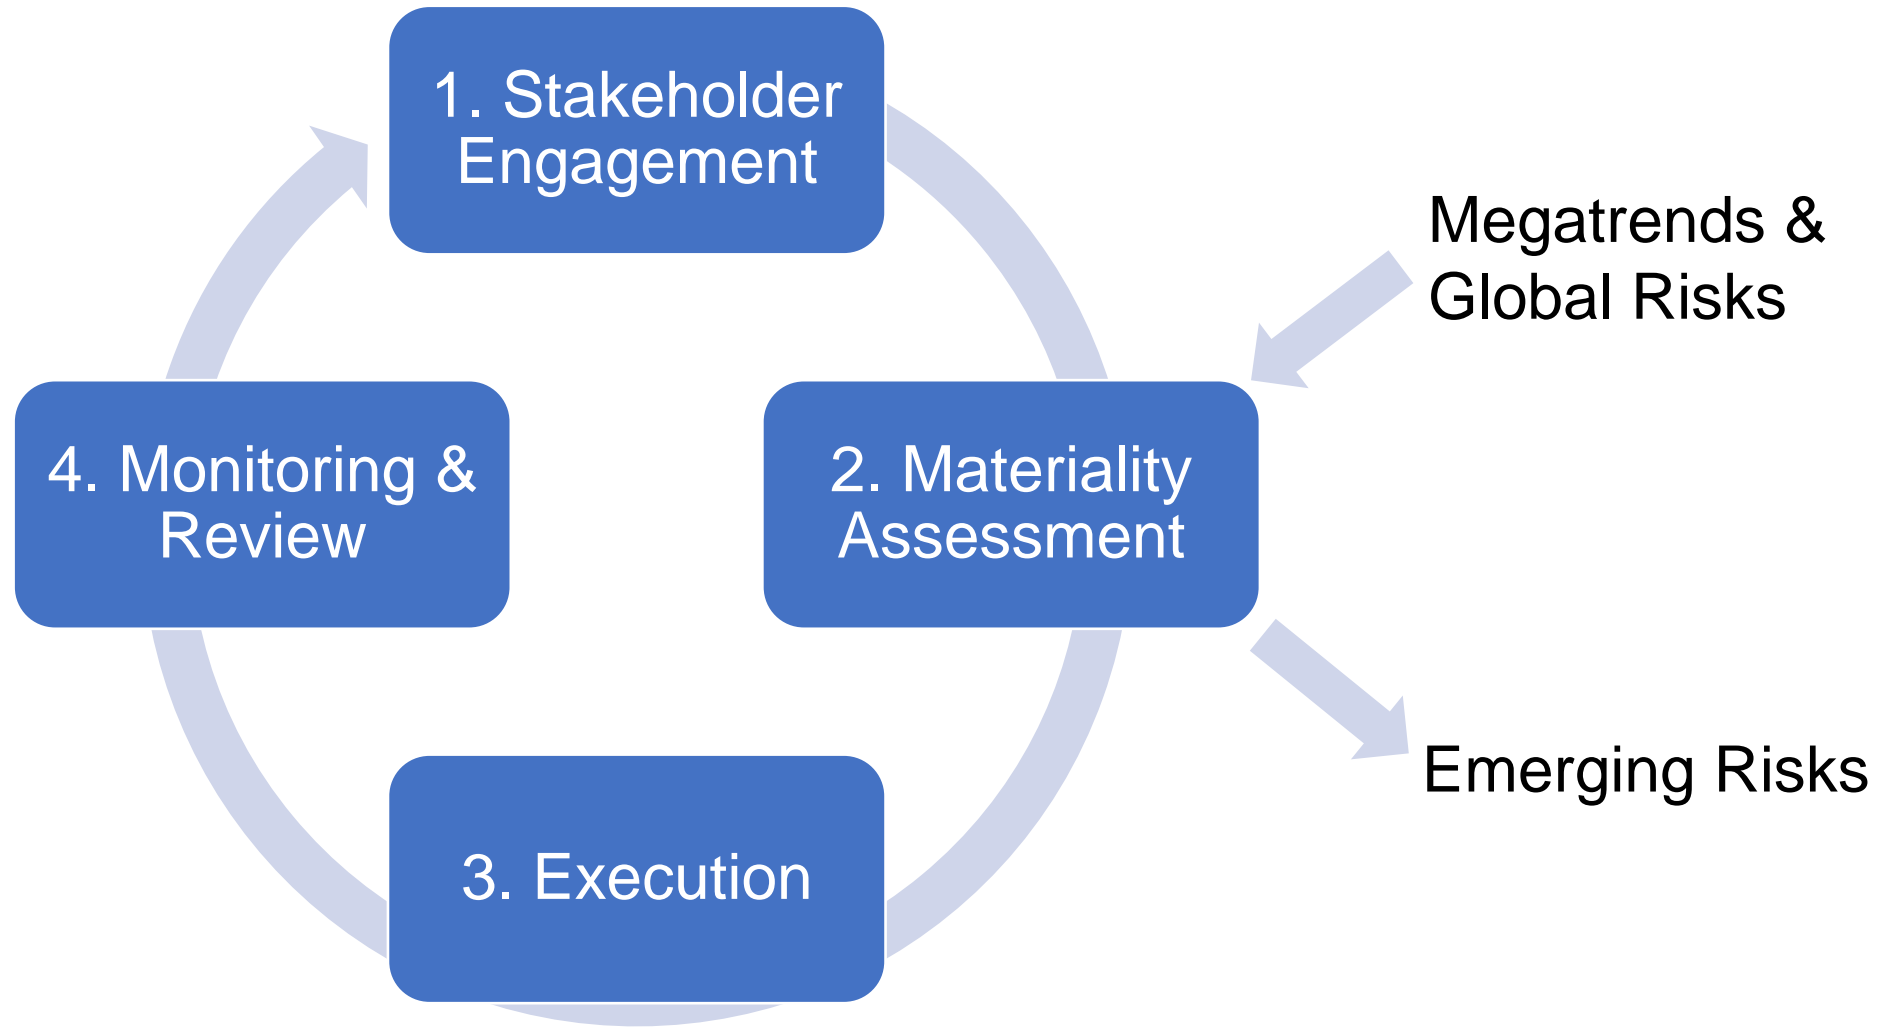 1. Stakeholder
Engagement
Megatrends &
Global Risks
4. Monitoring &
Review
2. Materiality
Assessment
Emerging Risks
3. Execution